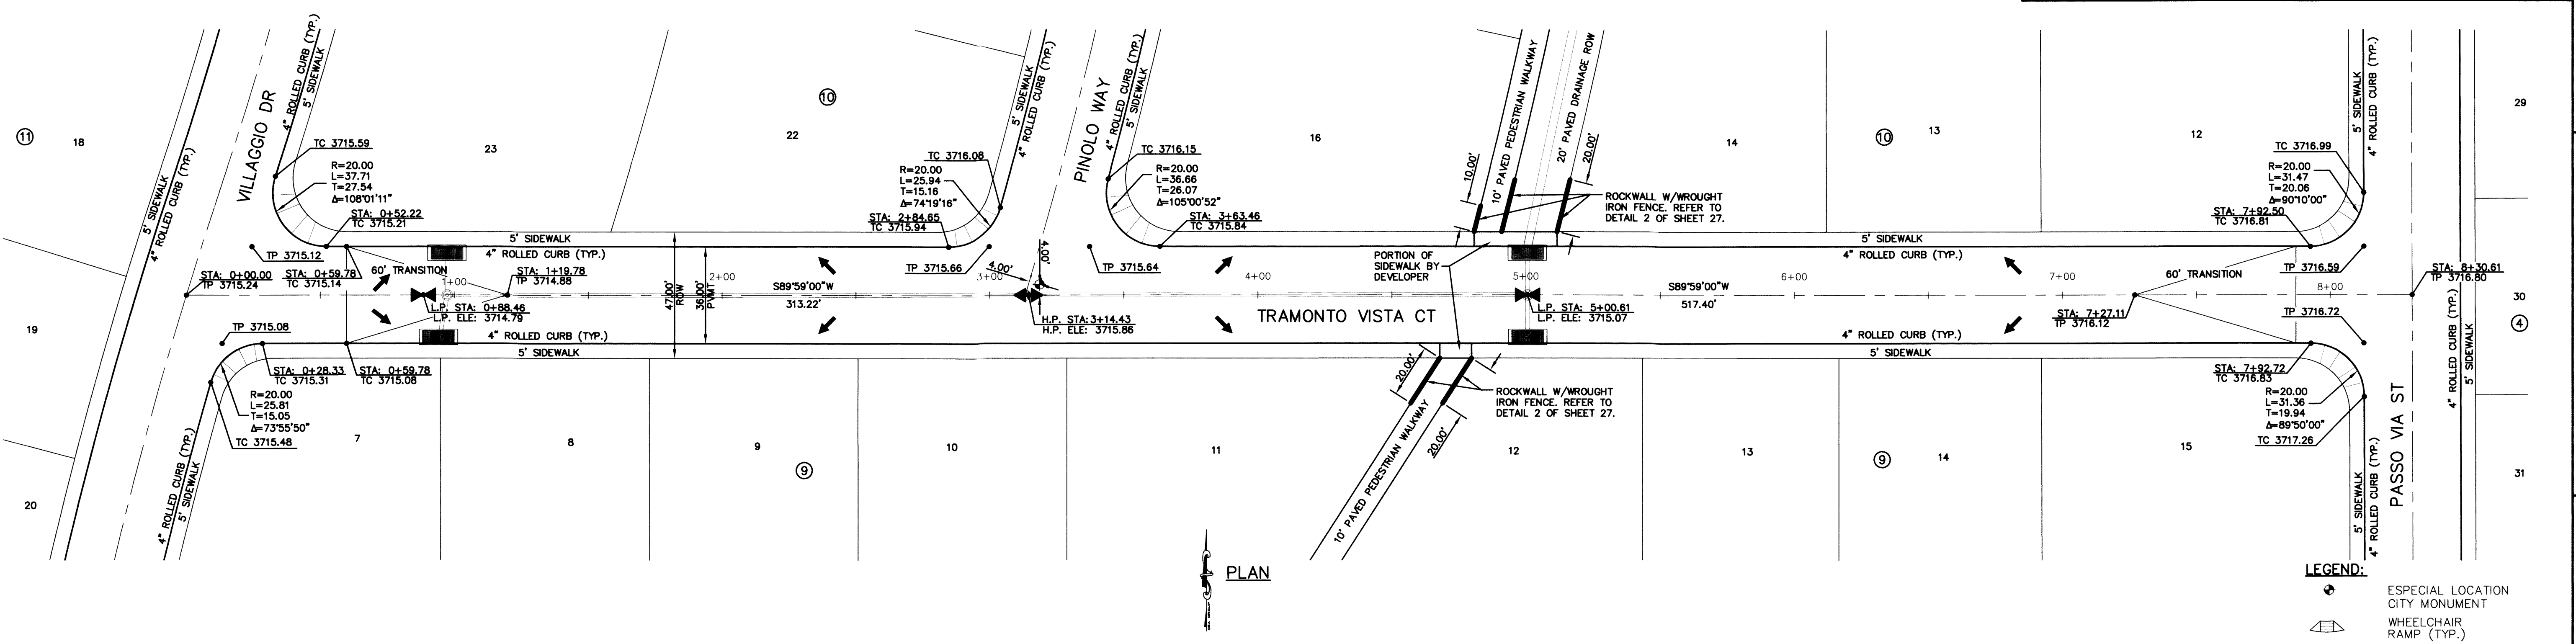 VILLAGGIO DR
4" ROLLED CURB (TYP.)
5' SIDEWALK
5' SIDEWALK
4" ROLLED CURB (TYP.)
11
18
19
20
23
10
22
TC 3715.59
R=20.00
L=37.71
T=27.54
Δ=108°01'11"
STA: 0+52.22
TC 3715.21
TP 3715.12
STA: 0+00.00
TP 3715.24
STA: 0+59.78
TC 3715.14
60' TRANSITION
1+00
STA: 1+19.78
TP 3714.88
L.P. STA: 0+88.46
L.P. ELE: 3714.79
TP 3715.08
STA: 0+28.33
TC 3715.31
STA: 0+59.78
TC 3715.08
R=20.00
L=25.81
T=15.05
Δ=73°55'50"
TC 3715.48
4" ROLLED CURB (TYP.)
5' SIDEWALK
5' SIDEWALK
4" ROLLED CURB (TYP.)
4" ROLLED CURB (TYP.)
5' SIDEWALK
47.00'
ROW
36.00'
PVMT
2+00
S89°59'00"W
313.22'
7
8
9
9
10
11
TC 3716.08
R=20.00
L=25.94
T=15.16
Δ=74°19'16"
STA: 2+84.65
TC 3715.94
TP 3715.66
5' SIDEWALK
4" ROLLED CURB (TYP.)
PINOLO WAY
4" ROLLED CURB (TYP.)
5' SIDEWALK
4.00'
4.00'
3+00
H.P. STA: 3+14.43
H.P. ELE: 3715.86
TC 3716.15
R=20.00
L=36.66
T=26.07
Δ=105°00'52"
STA: 3+63.46
TC 3715.84
TP 3715.64
16
4+00
TRAMONTO VISTA CT
10.00'
10' PAVED PEDESTRIAN WALKWAY
20' PAVED DRAINAGE ROW
20.00'
ROCKWALL W/WROUGHT
IRON FENCE. REFER TO
DETAIL 2 OF SHEET 27.
PORTION OF
SIDEWALK BY
DEVELOPER
5+00
L.P. STA: 5+00.61
L.P. ELE: 3715.07
20.00'
20.00'
10' PAVED PEDESTRIAN WALKWAY
ROCKWALL W/WROUGHT
IRON FENCE. REFER TO
DETAIL 2 OF SHEET 27.
14
10
13
12
5' SIDEWALK
4" ROLLED CURB (TYP.)
S89°59'00"W
517.40'
6+00
7+00
4" ROLLED CURB (TYP.)
5' SIDEWALK
12
13
9
14
15
TC 3716.99
R=20.00
L=31.47
T=20.06
Δ=90°10'00"
STA: 7+92.50
TC 3716.81
TP 3716.59
60' TRANSITION
8+00
STA: 7+27.11
TP 3716.12
STA: 8+30.61
TP 3716.80
TP 3716.72
STA: 7+92.72
TC 3716.83
R=20.00
L=31.36
T=19.94
Δ=89°50'00"
TC 3717.26
5' SIDEWALK
4" ROLLED CURB (TYP.)
5' SIDEWALK
4" ROLLED CURB (TYP.)
PASSO VIA ST
4" ROLLED CURB (TYP.)
5' SIDEWALK
29
30
4
31
PLAN
LEGEND:
ESPECIAL LOCATION
CITY MONUMENT
WHEELCHAIR
RAMP (TYP.)